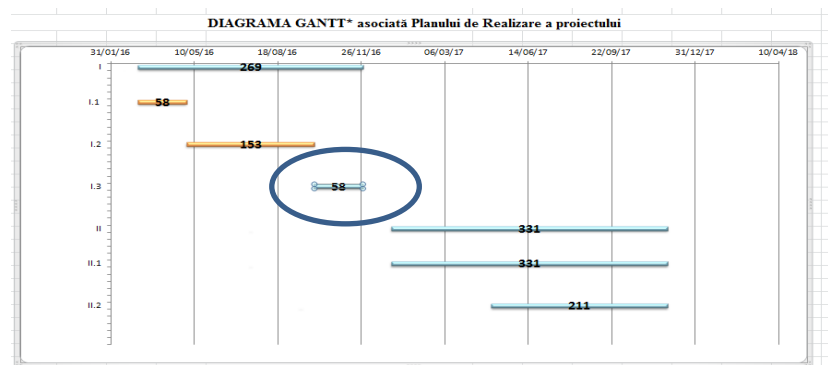 DIAGRAMA GANTT* asociată Planului de Realizare a proiectului
31/01/16 10/05/16 18/08/16 26/11/16 06/03/17 14/06/17 22/09/17 31/12/17 10/04/18
I 269
I.1 58
I.2 153
I.3 58
II 331
II.1 331
II.2 211